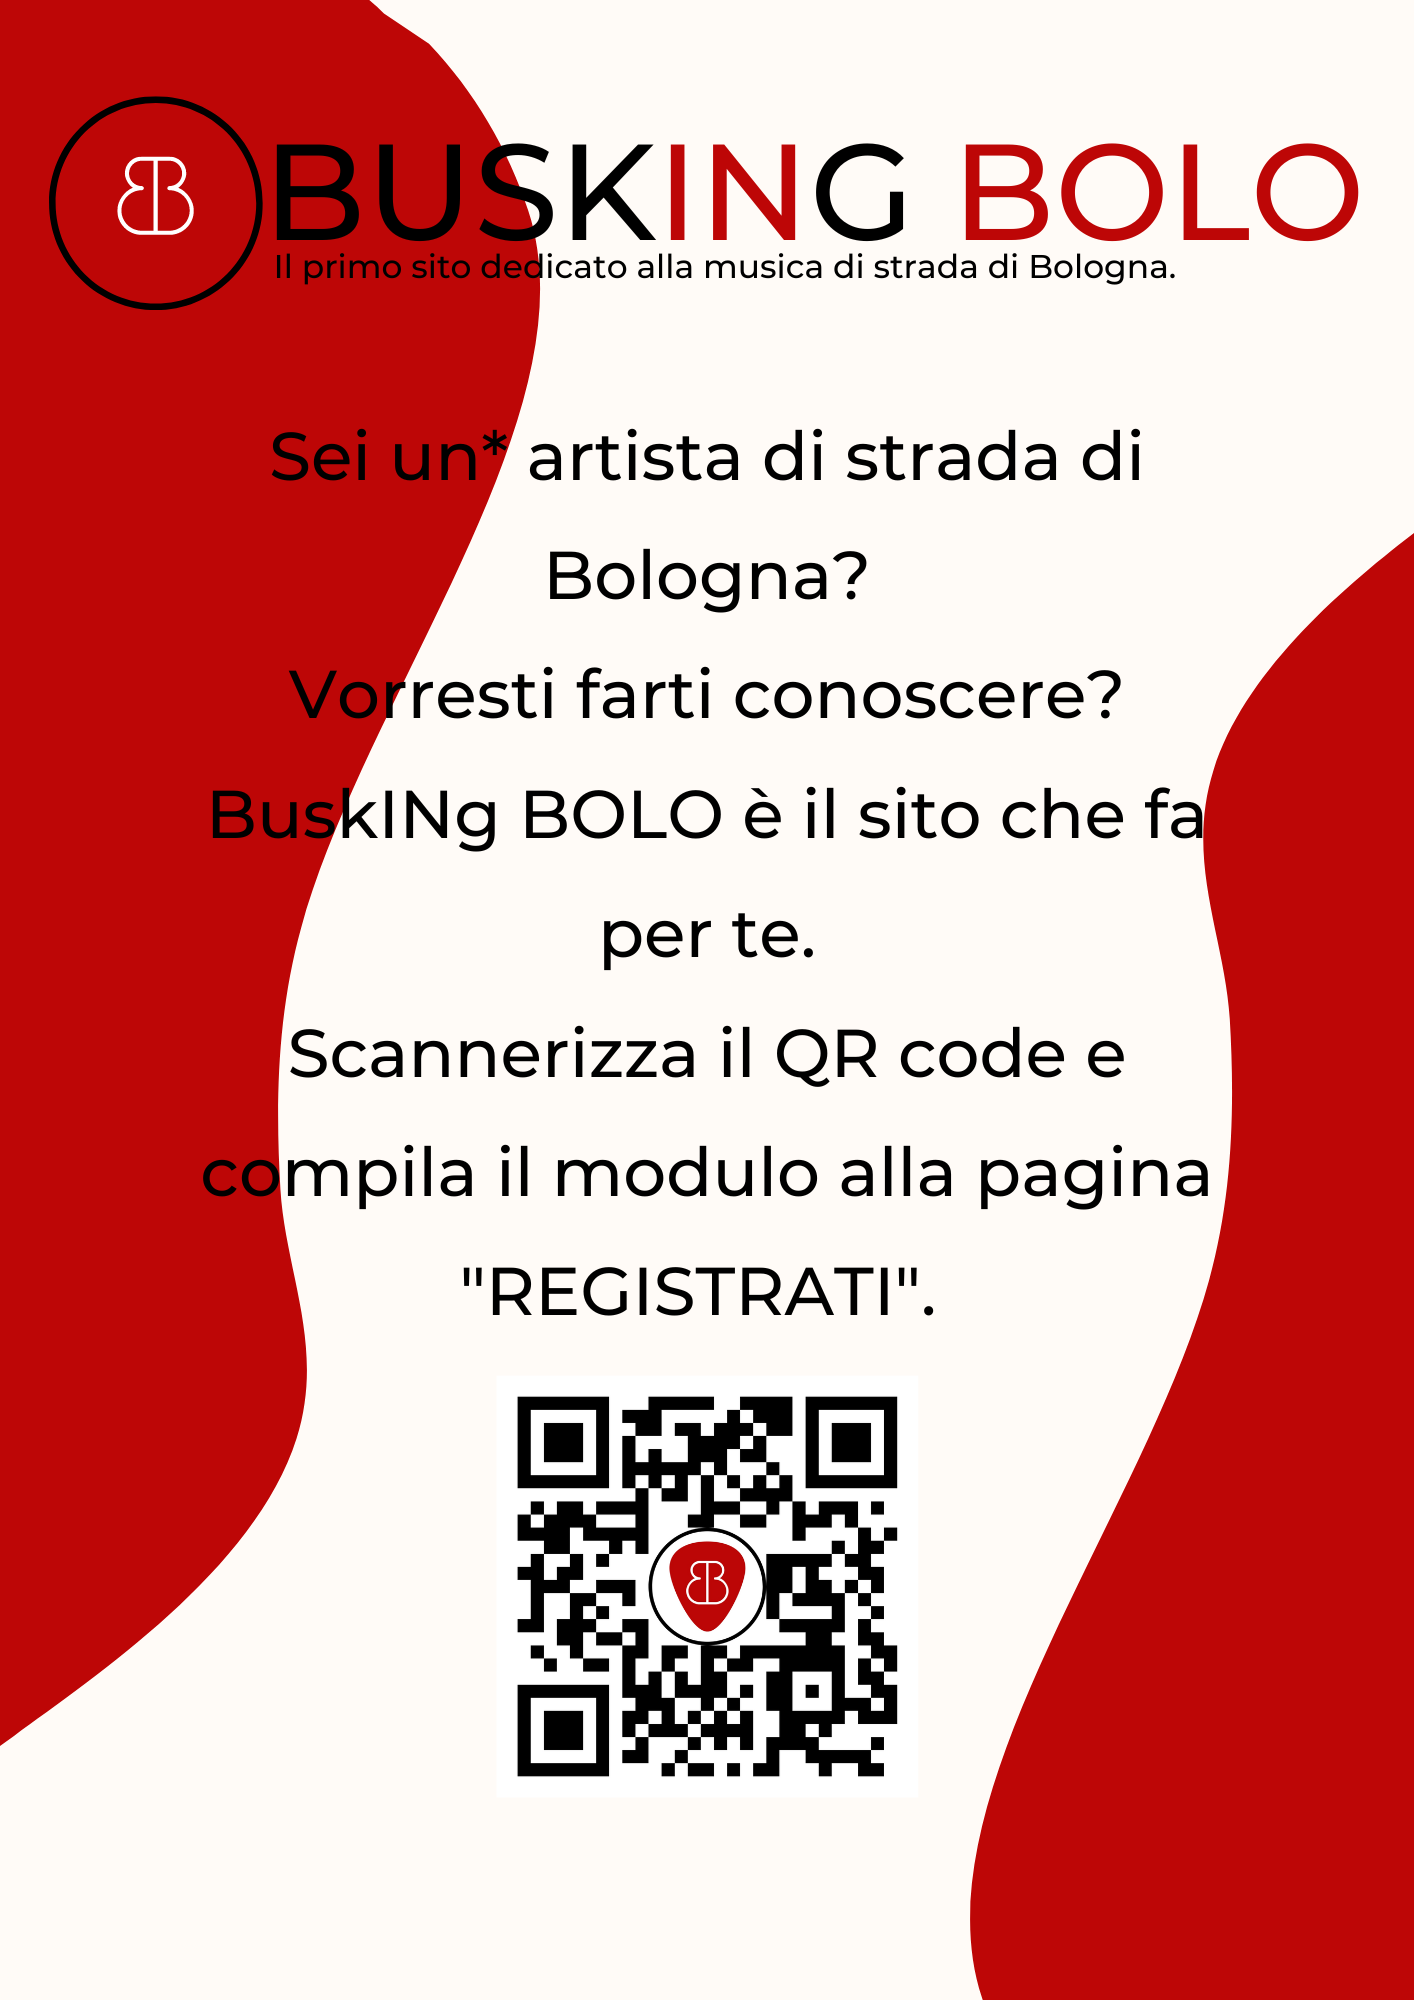 BUSKING BOLO
Il primo sito dedicato alla musica di strada di Bologna.
Sei un* artista di strada di
Bologna?
Vorresti farti conoscere?
BuskINg BOLO è il sito che fa
per te.
Scannerizza il QR code e
compila il modulo alla pagina
"REGISTRATI".